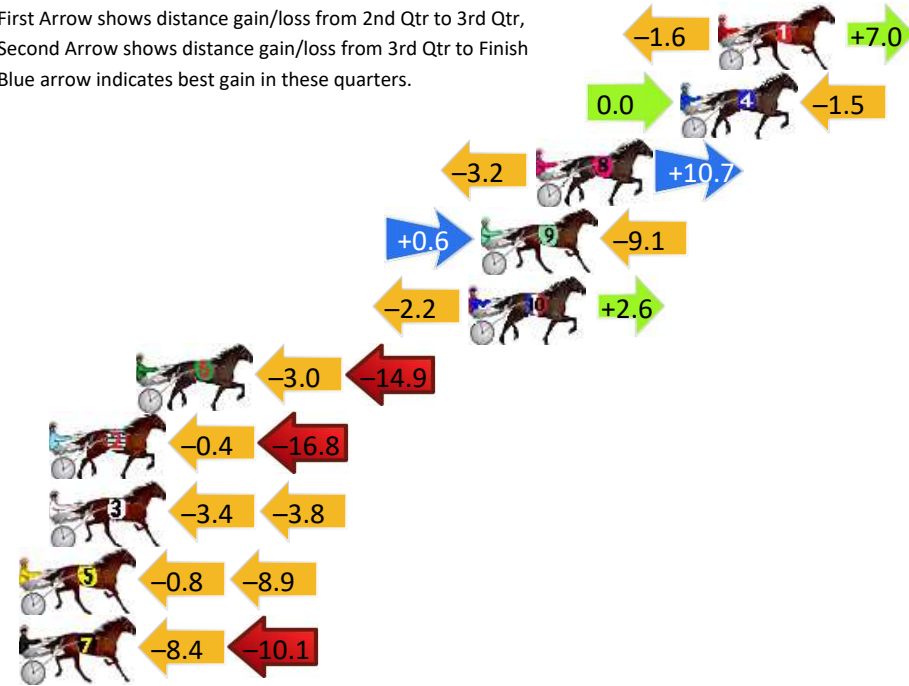 First Arrow shows distance gain/loss from 2nd Qtr to 3rd Qtr,
Second Arrow shows distance gain/loss from 3rd Qtr to Finish
Blue arrow indicates best gain in these quarters.
–1.6 1 +7.0
0.0 4 –1.5
–3.2 8 +10.7
+0.6 9 –9.1
–2.2 10 +2.6
6 –3.0 –14.9
2 –0.4 –16.8
3 –3.4 –3.8
5 –0.8 –8.9
7 –8.4 –10.1